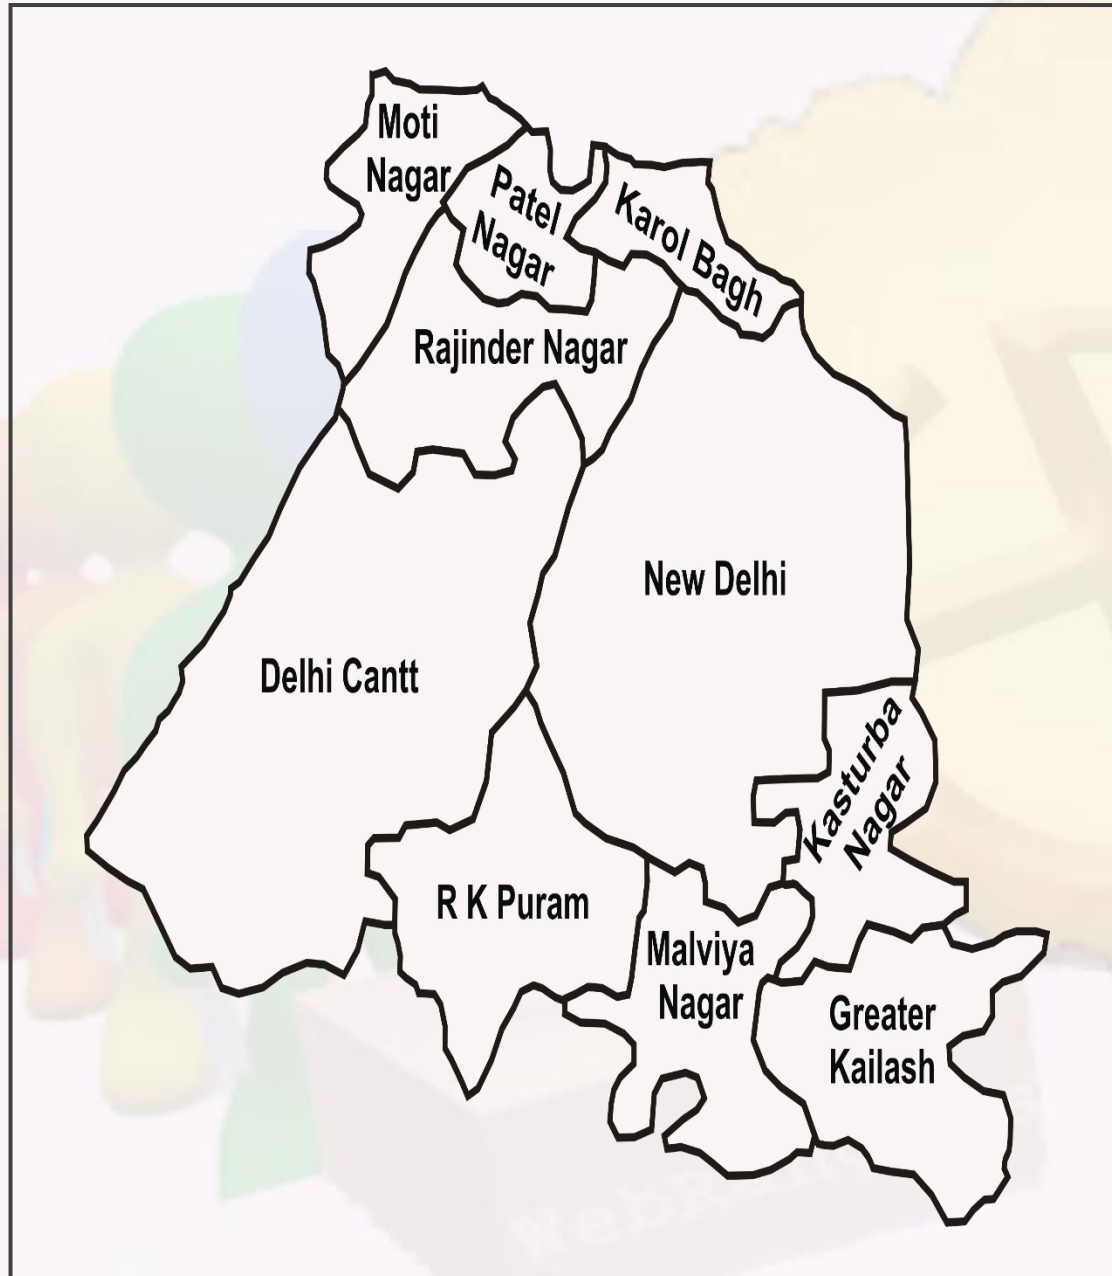 Moti
Nagar
Patel
Nagar
Karol Bagh
Rajinder Nagar
New Delhi
Delhi Cantt
Kasturba
Nagar
R K Puram
Malviya
Nagar
Greater
Kailash